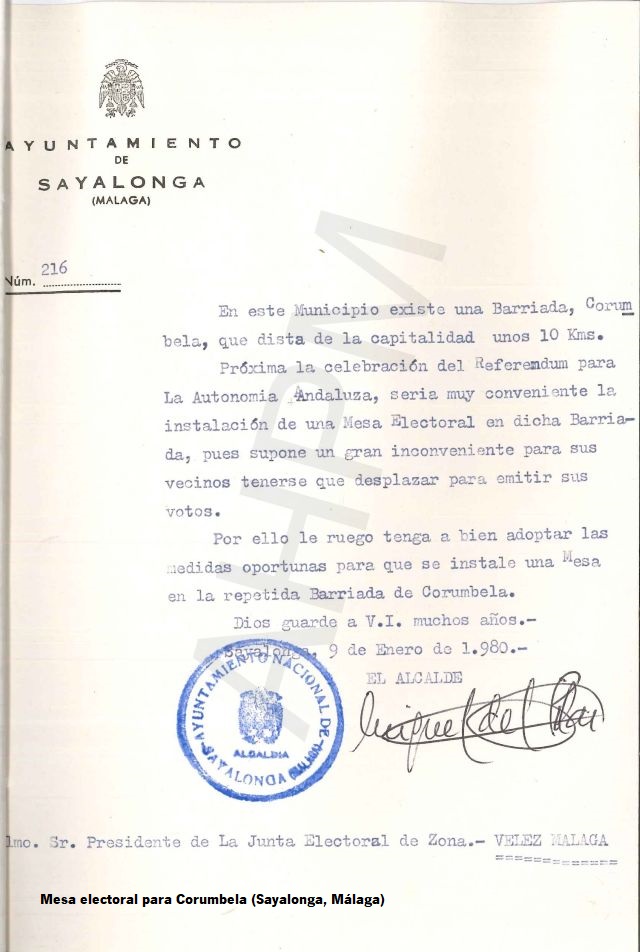 AYUNTAMIENTO
DE
SAYALONGA
(MALAGA)
Núm. 216
En este Municipio existe una Barriada, Corum
bela, que dista de la capitalidad unos 10 Kms.
Próxima la celebración del Referendum para
La Autonomia Andaluza, seria muy conveniente la
instalación de una Mesa Electoral en dicha Barria-
da, pues supone un gran inconveniente para sus
vecinos tenerse que desplazar para emitir sus
votos.
Por ello le ruego tenga a bien adoptar las
medidas oportunas para que se instale una Mesa
en la repetida Barriada de Corumbela.
Dios guarde a V.I. muchos años.-
Sayalonga, 9 de Enero de 1.980.-
EL ALCALDE
AYUNTAMIENTO NACIONAL DE
ALCALDIA
SAYALONGA (MALAGA)
lmo. Sr. Presidente de La Junta Electoral de Zona.- VELEZ MALAGA
AHPM
Mesa electoral para Corumbela (Sayalonga, Málaga)